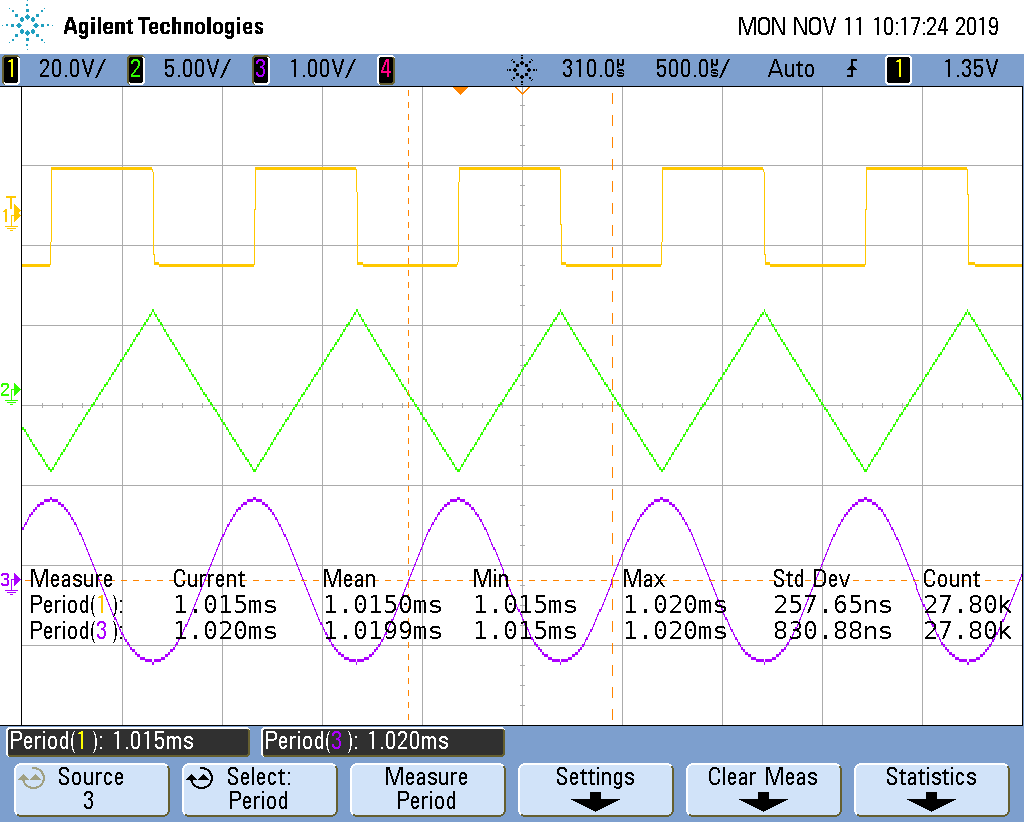 Agilent Technologies MON NOV 11 10:17:24 2019
1 20.0V/ 2 5.00V/ 3 1.00V/ 4 310.0µs 500.0µs/ Auto 1 1.35V
T
1
2
3
Measure Current Mean Min Max Std Dev Count
Period(1): 1.015ms 1.0150ms 1.015ms 1.020ms 257.65ns 27.80k
Period(3): 1.020ms 1.0199ms 1.015ms 1.020ms 830.88ns 27.80k
Period(1): 1.015ms Period(3): 1.020ms
Source Select: Measure Settings Clear Meas Statistics
3 Period Period